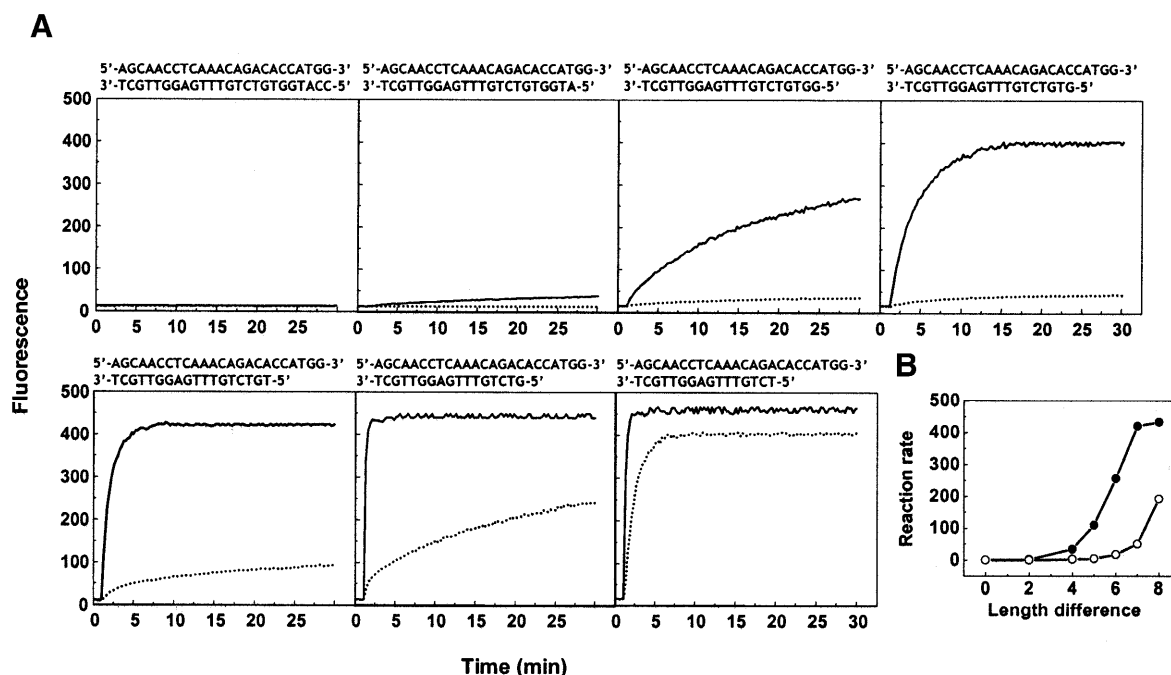 A
5'-AGCAACCTCAAACAGACACCATGG-3' 5'-AGCAACCTCAAACAGACACCATGG-3' 5'-AGCAACCTCAAACAGACACCATGG-3' 5'-AGCAACCTCAAACAGACACCATGG-3'
3'-TCGTTGGAGTTTGTCTGTGGTACC-5' 3'-TCGTTGGAGTTTGTCTGTGGTA-5' 3'-TCGTTGGAGTTTGTCTGTGG-5' 3'-TCGTTGGAGTTTGTCTGTG-5'
500
400
300
200
100
0
0 5 10 15 20 25 0 5 10 15 20 25 0 5 10 15 20 25 0 5 10 15 20 25 30
Fluorescence
5'-AGCAACCTCAAACAGACACCATGG-3' 5'-AGCAACCTCAAACAGACACCATGG-3' 5'-AGCAACCTCAAACAGACACCATGG-3'
3'-TCGTTGGAGTTTGTCTGT-5' 3'-TCGTTGGAGTTTGTCTG-5' 3'-TCGTTGGAGTTTGTCT-5'
500
400
300
200
100
0
0 5 10 15 20 25 0 5 10 15 20 25 0 5 10 15 20 25 30
Time (min)
B
500
400
300
200
100
0
Reaction rate
0 2 4 6 8
Length difference